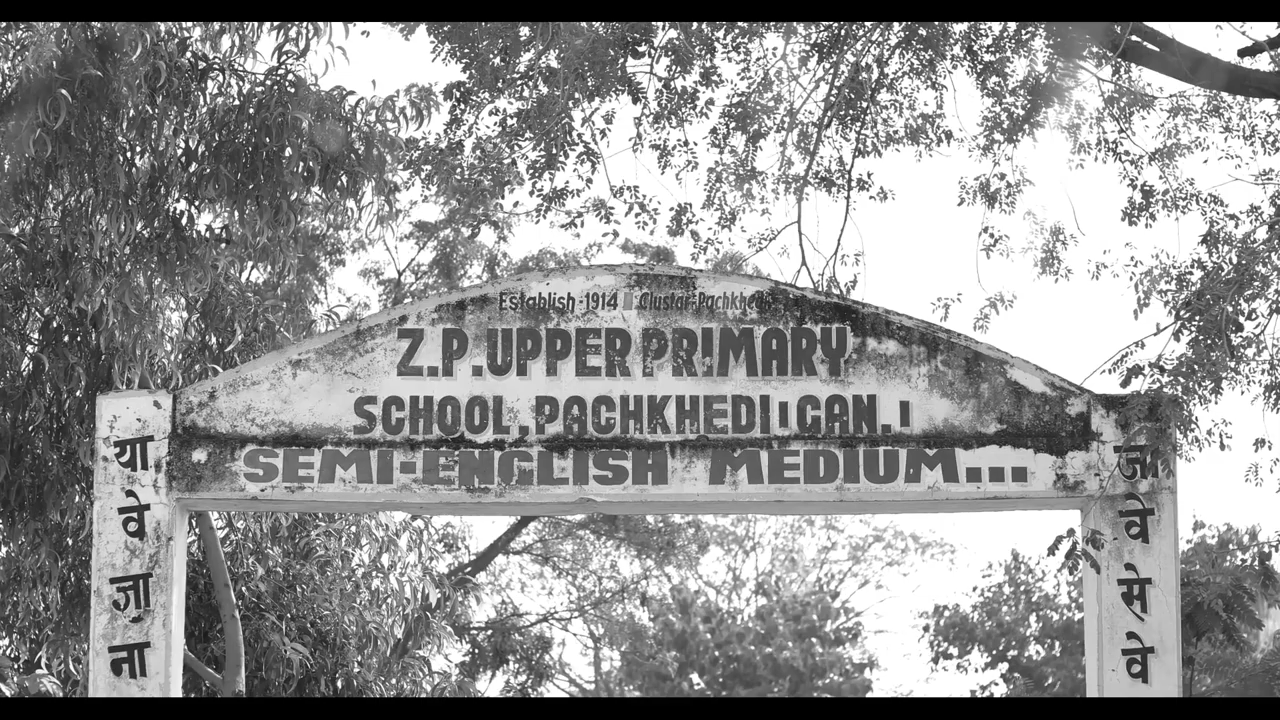 Establish-1914 Clustar-Pachkhedi
Z.P.UPPER PRIMARY
SCHOOL,PACHKHEDI(GAN.)
SEMI-ENGLISH MEDIUM...
या
वे
ज्ञा
ना
जा
वे
से
वे